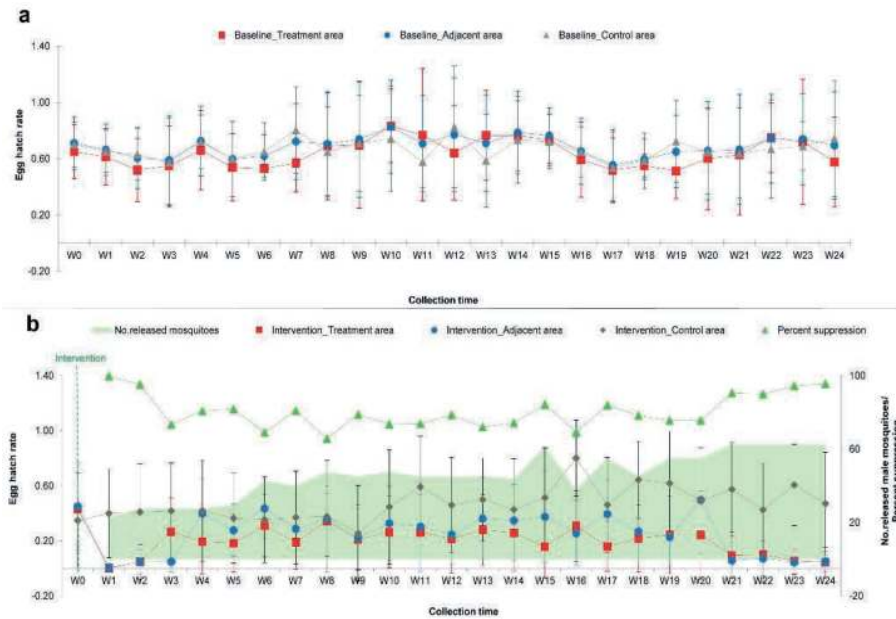 a
Baseline_Treatment area Baseline_Adjacent area Baseline_Control area
1.40
1.00
0.60
0.20
-0.20
Egg hatch rate
W0 W1 W2 W3 W4 W5 W6 W7 W8 W9 W10 W11 W12 W13 W14 W15 W16 W17 W18 W19 W20 W21 W22 W23 W24
Collection time
b
No.released mosquitoes Intervention_Treatment area Intervention_Adjacent area Intervention_Control area Percent suppression
Intervention
1.40
1.00
0.60
0.20
-0.20
Egg hatch rate
100
60
20
-20
No.released male mosquitoes/
Percent suppression
W0 W1 W2 W3 W4 W5 W6 W7 W8 W9 W10 W11 W12 W13 W14 W15 W16 W17 W18 W19 W20 W21 W22 W23 W24
Collection time